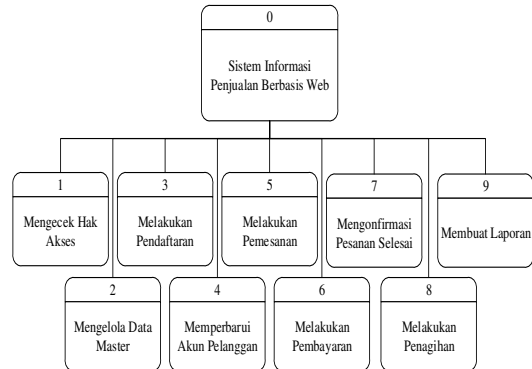 0
Sistem Informasi
Penjualan Berbasis Web
1
Mengecek Hak
Akses
3
Melakukan
Pendaftaran
5
Melakukan
Pemesanan
7
Mengonfirmasi
Pesanan Selesai
9
Membuat Laporan
2
Mengelola Data
Master
4
Memperbarui
Akun Pelanggan
6
Melakukan
Pembayaran
8
Melakukan
Penagihan